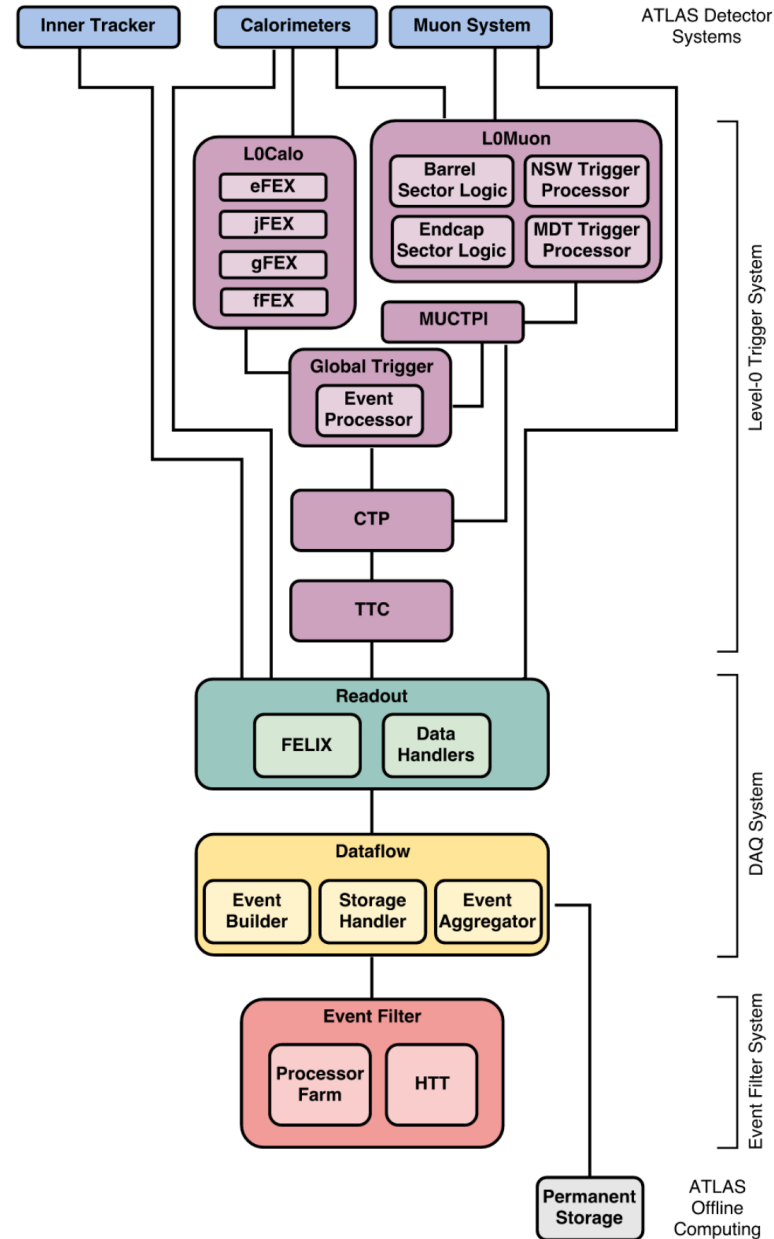 Inner Tracker
Calorimeters
Muon System
ATLAS Detector
Systems
L0Calo
eFEX
jFEX
gFEX
fFEX
L0Muon
Barrel
Sector Logic
NSW Trigger
Processor
Endcap
Sector Logic
MDT Trigger
Processor
MUCTPI
Global Trigger
Event
Processor
CTP
TTC
Level-0 Trigger System
Readout
FELIX
Data
Handlers
Dataflow
Event
Builder
Storage
Handler
Event
Aggregator
DAQ System
Event Filter
Processor
Farm
HTT
Event Filter System
Permanent
Storage
ATLAS
Offline
Computing